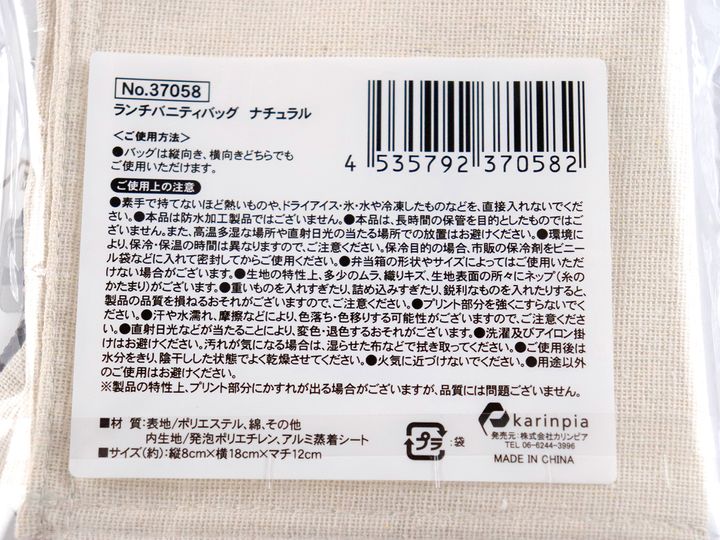 No.37058
ランチバニティバッグ ナチュラル
<ご使用方法>
●バッグは縦向き、横向きどちらでも
ご使用いただけます。
4 535792 370582
ご使用上の注意
●素手で持てないほど熱いものや、ドライアイス・氷・水や冷凍したものなどを、直接入れないでく
ださい。●本品は防水加工製品ではございません。●本品は、長時間の保管を目的としたものではご
ざいません。また、高温多湿な場所や直射日光の当たる場所での放置はお避けください。●環境に
より、保冷・保温の時間は異なりますので、ご注意ください。保冷目的の場合、市販の保冷剤をビニー
ル袋などに入れて密封してからご使用ください。●弁当箱の形状やサイズによってはご使用いただ
けない場合がございます。●生地の特性上、多少のムラ、織りキズ、生地表面の所々にネップ(糸の
かたまり)がございます。●重いものを入れすぎたり、詰め込みすぎたり、鋭利なものを入れたりすると、
製品の品質を損ねるおそれがございますので、ご注意ください。●プリント部分を強くこすらないでく
ださい。●汗や水濡れ、摩擦などにより、色落ち・色移りする可能性がございますので、ご注意くださ
い。●直射日光などが当たることにより、変色・退色するおそれがございます。●洗濯及びアイロン掛
けはお避けください。汚れが気になる場合は、湿らせた布などで拭き取ってください。●ご使用後は
水分をきり、陰干しした状態でよく乾燥させてください。●火気に近づけないでください。●用途以外
のご使用はお避けください。
※製品の特性上、プリント部分にかすれが出る場合がございますが、品質には問題ございません。
■材 質:表地/ポリエステル、綿、その他
内生地/発泡ポリエチレン、アルミ蒸着シート
■サイズ(約):縦8cm×横18cm×マチ12cm
プラ :袋
karinpia
発売元:株式会社カリンピア
TEL 06-6244-3996
MADE IN CHINA